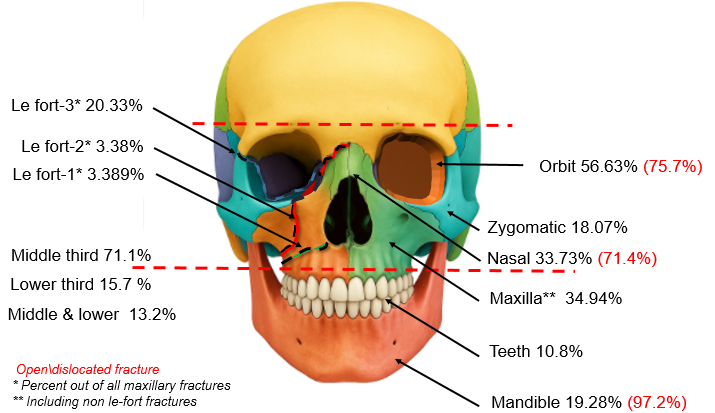 Le fort-3* 20.33%
Le fort-2* 3.38%
Le fort-1* 3.389%
Middle third 71.1%
Lower third 15.7 %
Middle & lower 13.2%
Open\dislocated fracture
* Percent out of all maxillary fractures
** Including non le-fort fractures
Orbit 56.63% (75.7%)
Zygomatic 18.07%
Nasal 33.73% (71.4%)
Maxilla** 34.94%
Teeth 10.8%
Mandible 19.28% (97.2%)